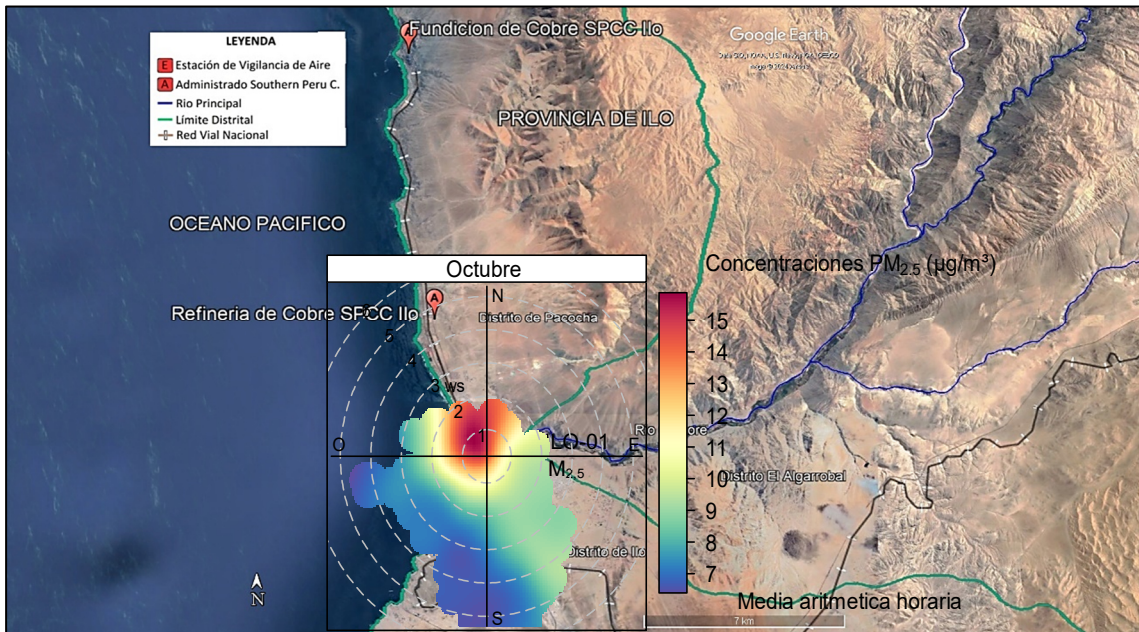 Fundicion de Cobre SPCC Ilo
LEYENDA
E Estación de Vigilancia de Aire
A Administrado Southern Peru C.
Rio Principal
Límite Distrital
Red Vial Nacional
Google Earth
PROVINCIA DE ILO
OCEANO PACIFICO
Octubre
Concentraciones PM2.5 (µg/m³)
N
A
Refineria de Cobre SPCC Ilo
Distrito de Pacocha
5
4
3 ws
2
1
O
E
LO-01
M2.5
S
Rio
ore
Distrito El Algarrobal
Distrito de Ilo
15
14
13
12
11
10
9
8
7
N
Media aritmetica horaria
7 km